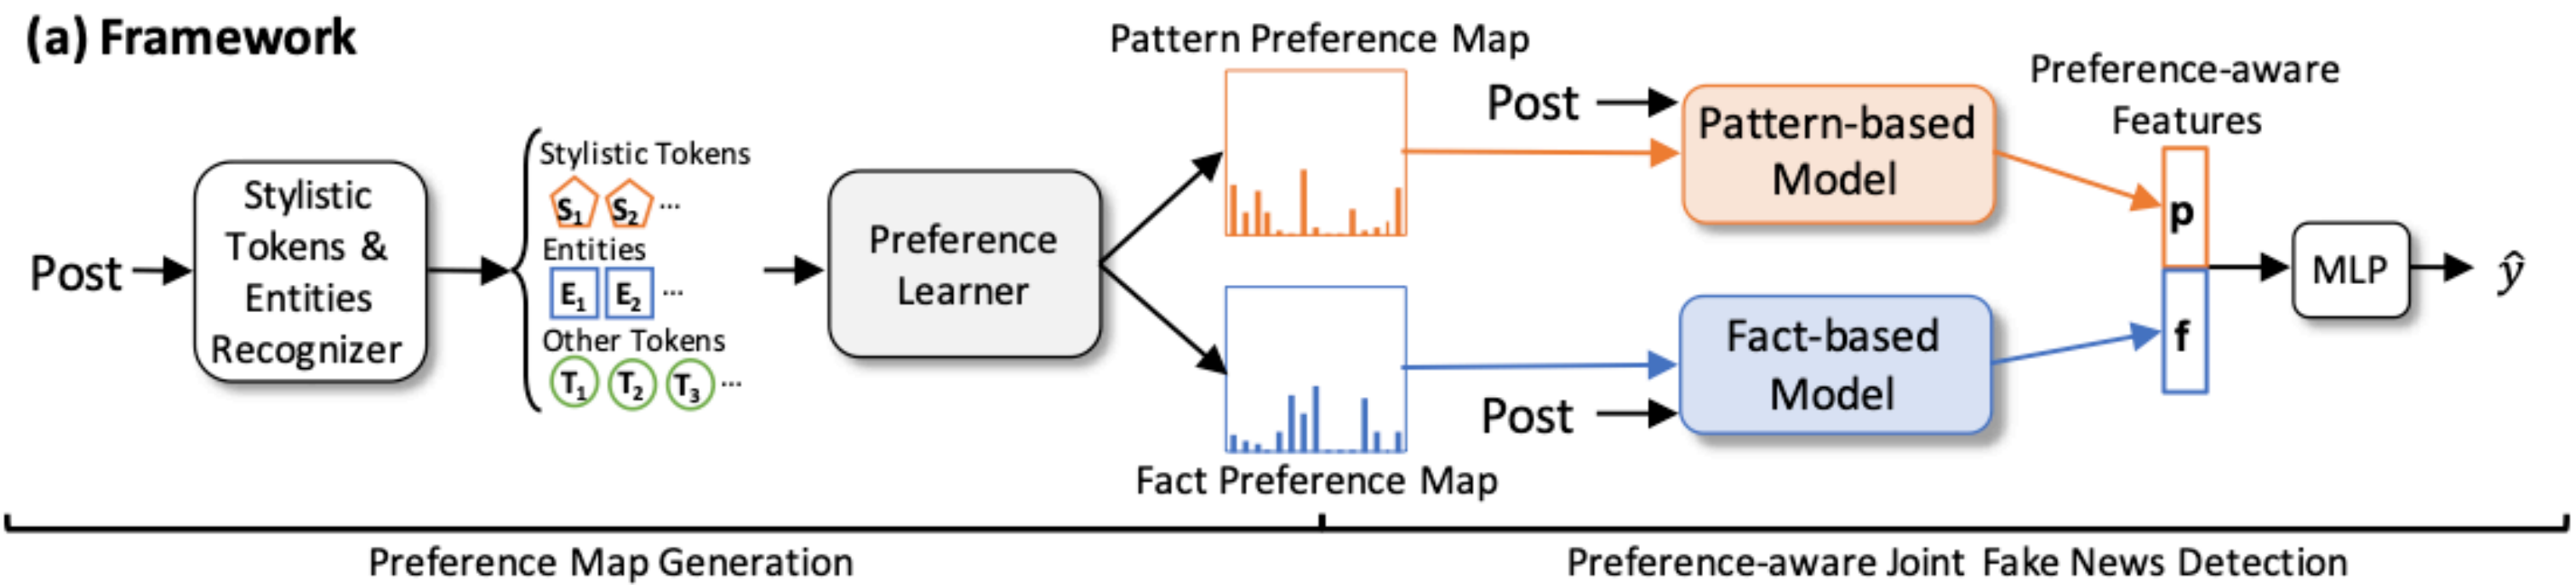 (a) Framework
Post
Stylistic
Tokens &
Entities
Recognizer
Stylistic Tokens
S₁ S₂ ...
Entities
E₁ E₂ ...
Other Tokens
T₁ T₂ T₃ ...
Preference
Learner
Pattern Preference Map
Fact Preference Map
Post
Pattern-based
Model
Post
Fact-based
Model
Preference-aware
Features
p
f
MLP
ŷ
Preference Map Generation
Preference-aware Joint Fake News Detection